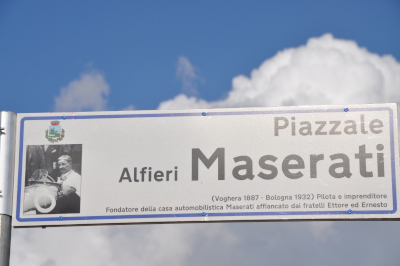 Piazzale
Alfieri Maserati
(Voghera 1887 - Bologna 1932) Pilota e imprenditore
Fondatore della casa automobilistica Maserati affiancato dai fratelli Ettore ed Ernesto